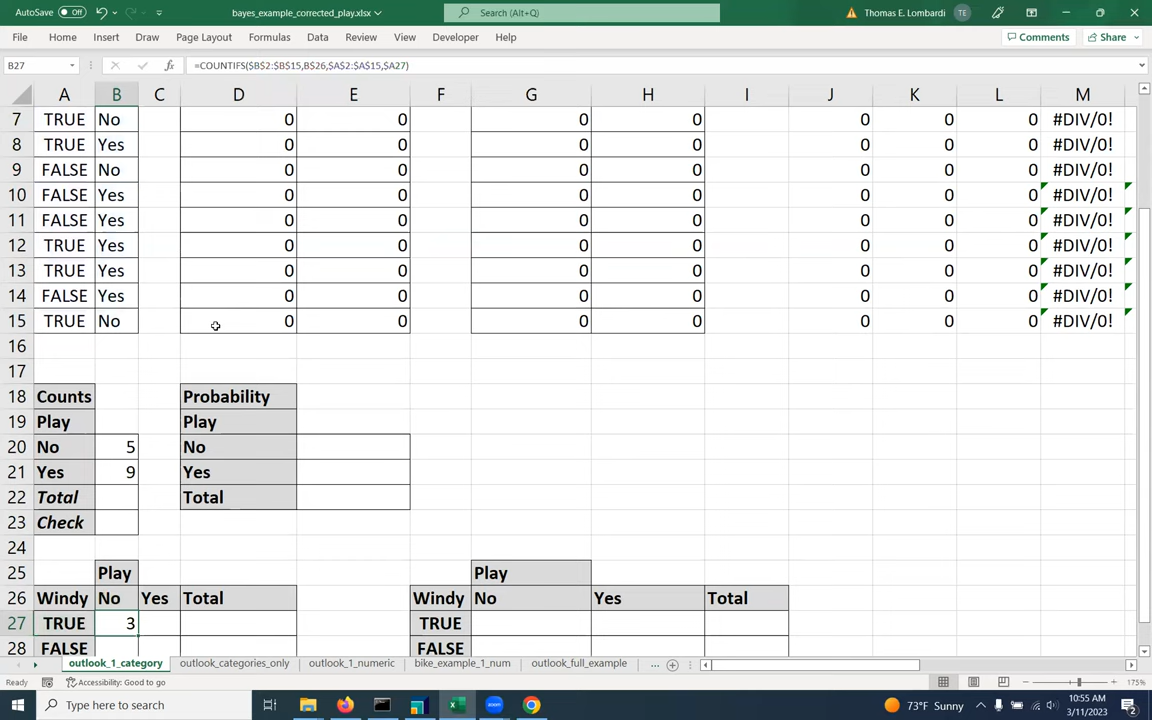 AutoSave Off bayes_example_corrected_play.xlsx Search (Alt+Q) Thomas E. Lombardi TE
File Home Insert Draw Page Layout Formulas Data Review View Developer Help Comments Share
B27 fx =COUNTIFS($B$2:$B$15,B$26,$A$2:$A$15,$A27)
A B C D E F G H I J K L M
7 TRUE No 0 0 0 0 0 0 0 #DIV/0!
8 TRUE Yes 0 0 0 0 0 0 0 #DIV/0!
9 FALSE No 0 0 0 0 0 0 0 #DIV/0!
10 FALSE Yes 0 0 0 0 0 0 0 #DIV/0!
11 FALSE Yes 0 0 0 0 0 0 0 #DIV/0!
12 TRUE Yes 0 0 0 0 0 0 0 #DIV/0!
13 TRUE Yes 0 0 0 0 0 0 0 #DIV/0!
14 FALSE Yes 0 0 0 0 0 0 0 #DIV/0!
15 TRUE No 0 0 0 0 0 0 0 #DIV/0!
16
17
18 Counts Probability
19 Play Play
20 No 5 No
21 Yes 9 Yes
22 Total Total
23 Check
24
25 Play Play
26 Windy No Yes Total Windy No Yes Total
27 TRUE 3 TRUE
28 FALSE FALSE
outlook_1_category outlook_categories_only outlook_1_numeric bike_example_1_num outlook_full_example ...
Ready Accessibility: Good to go 175%
Type here to search zoom 73°F Sunny 10:55 AM
3/11/2023 2